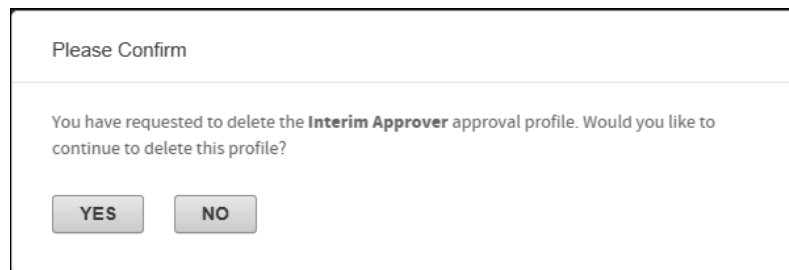 Please Confirm
You have requested to delete the Interim Approver approval profile. Would you like to
continue to delete this profile?
YES NO